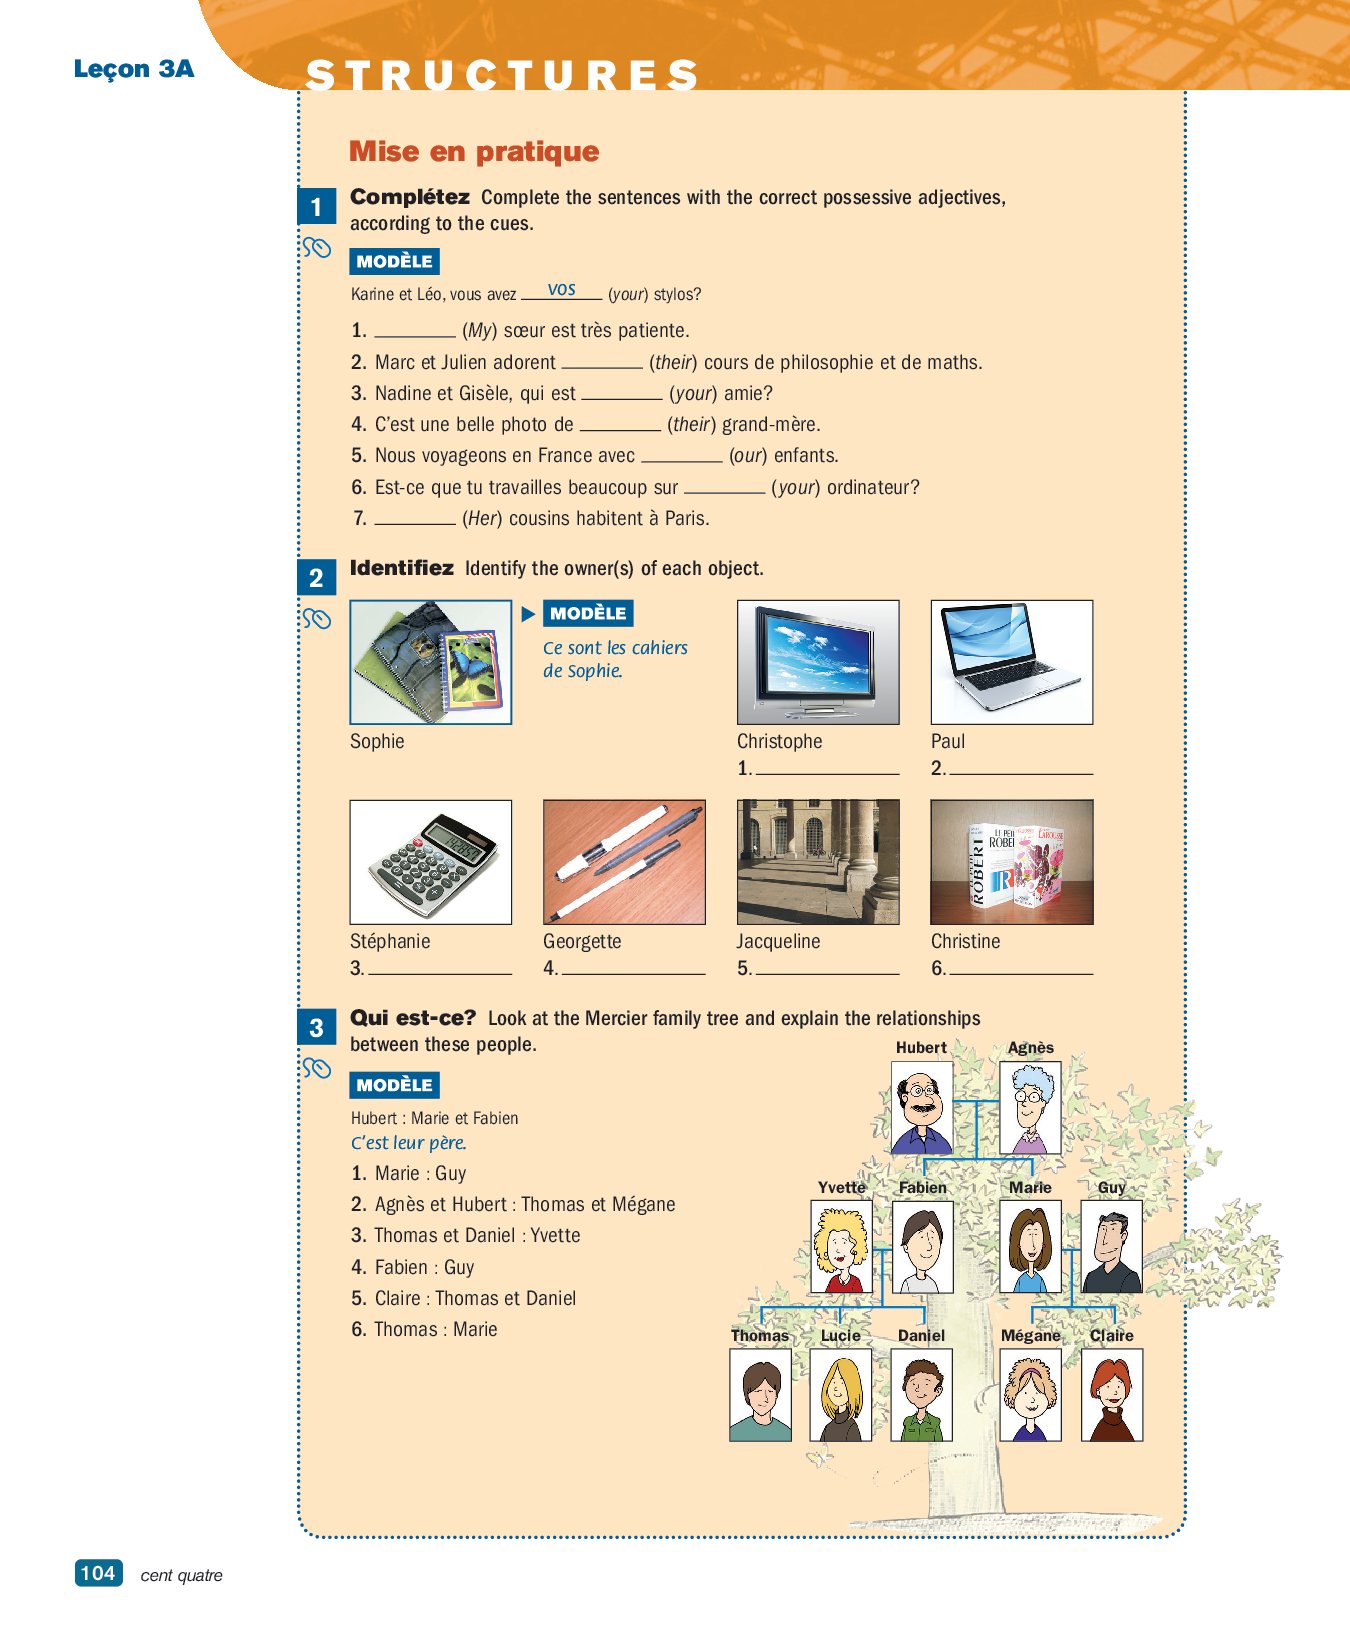 Leçon 3A
STRUCTURES
Mise en pratique
1 Complétez Complete the sentences with the correct possessive adjectives,
according to the cues.
MODÈLE
Karine et Léo, vous avez vos (your) stylos?
1. ________ (My) sœur est très patiente.
2. Marc et Julien adorent ________ (their) cours de philosophie et de maths.
3. Nadine et Gisèle, qui est ________ (your) amie?
4. C'est une belle photo de ________ (their) grand-mère.
5. Nous voyageons en France avec ________ (our) enfants.
6. Est-ce que tu travailles beaucoup sur ________ (your) ordinateur?
7. ________ (Her) cousins habitent à Paris.
2 Identifiez Identify the owner(s) of each object.
MODÈLE
Ce sont les cahiers
de Sophie.
Sophie
Christophe
1. ________
Paul
2. ________
ROBERT
LE PETIT
ROBERT
LAROUSSE
Stéphanie
3. ________
Georgette
4. ________
Jacqueline
5. ________
Christine
6. ________
3 Qui est-ce? Look at the Mercier family tree and explain the relationships
between these people.
MODÈLE
Hubert : Marie et Fabien
C'est leur père.
1. Marie : Guy
2. Agnès et Hubert : Thomas et Mégane
3. Thomas et Daniel : Yvette
4. Fabien : Guy
5. Claire : Thomas et Daniel
6. Thomas : Marie
Hubert Agnès
Yvette Fabien Marie Guy
Thomas Lucie Daniel Mégane Claire
104 cent quatre